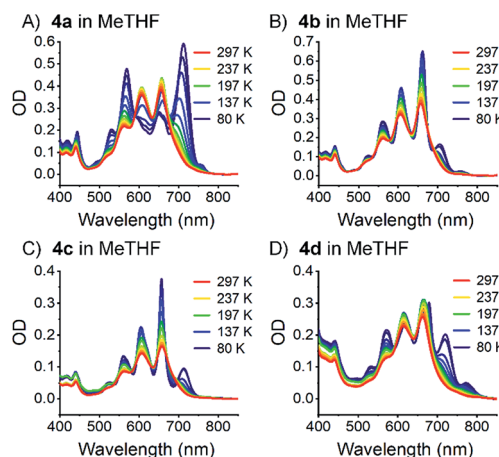 A) 4a in MeTHF
OD
0.6
0.5
0.4
0.3
0.2
0.1
0.0
297 K
237 K
197 K
137 K
80 K
400 500 600 700 800
Wavelength (nm)
B) 4b in MeTHF
OD
0.7
0.6
0.5
0.4
0.3
0.2
0.1
0.0
297
237
197
137
80 K
400 500 600 700 800
Wavelength (nm)
C) 4c in MeTHF
OD
0.4
0.3
0.2
0.1
0.0
297 K
237 K
197 K
137 K
80 K
400 500 600 700 800
Wavelength (nm)
D) 4d in MeTHF
OD
0.4
0.3
0.2
0.1
0.0
297
237
197
137
80 K
400 500 600 700 800
Wavelength (nm)